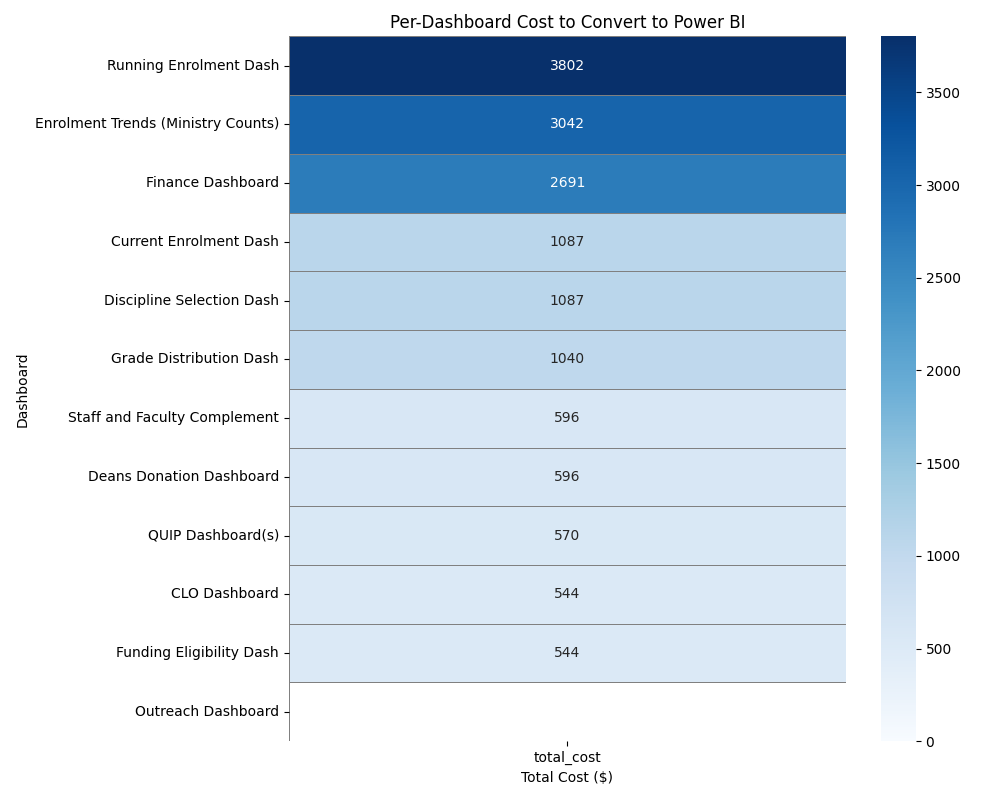 Per-Dashboard Cost to Convert to Power BI
Dashboard
Running Enrolment Dash 3802
Enrolment Trends (Ministry Counts) 3042
Finance Dashboard 2691
Current Enrolment Dash 1087
Discipline Selection Dash 1087
Grade Distribution Dash 1040
Staff and Faculty Complement 596
Deans Donation Dashboard 596
QUIP Dashboard(s) 570
CLO Dashboard 544
Funding Eligibility Dash 544
Outreach Dashboard
total_cost
Total Cost ($)
3500
3000
2500
2000
1500
1000
500
0